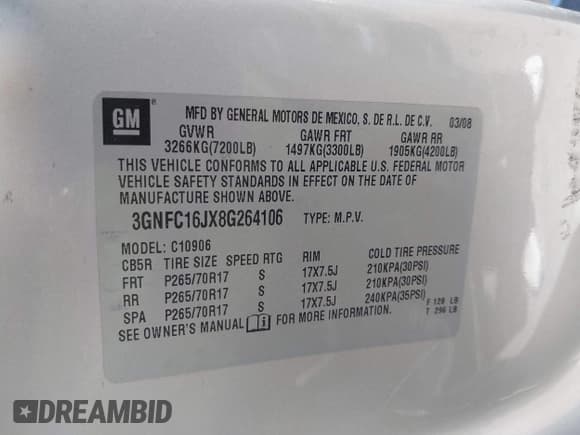 GM
®
MFD BY GENERAL MOTORS DE MEXICO, S. DE R.L. DE C.V. 03/08
GVWR GAWR FRT GAWR RR
3266KG(7200LB) 1497KG(3300LB) 1905KG(4200LB)
THIS VEHICLE CONFORMS TO ALL APPLICABLE U.S. FEDERAL MOTOR
VEHICLE SAFETY STANDARDS IN EFFECT ON THE DATE OF
MANUFACTURE SHOWN ABOVE.
3GNFC16JX8G264106 TYPE: M.P.V.
MODEL: C10906
CB5R TIRE SIZE SPEED RTG RIM COLD TIRE PRESSURE
FRT P265/70R17 S 17X7.5J 210KPA(30PSI)
RR P265/70R17 S 17X7.5J 210KPA(30PSI)
SPA P265/70R17 S 17X7.5J 240KPA(35PSI) F 129 LB
T 296 LB
SEE OWNER'S MANUAL FOR MORE INFORMATION.
DREAMBID